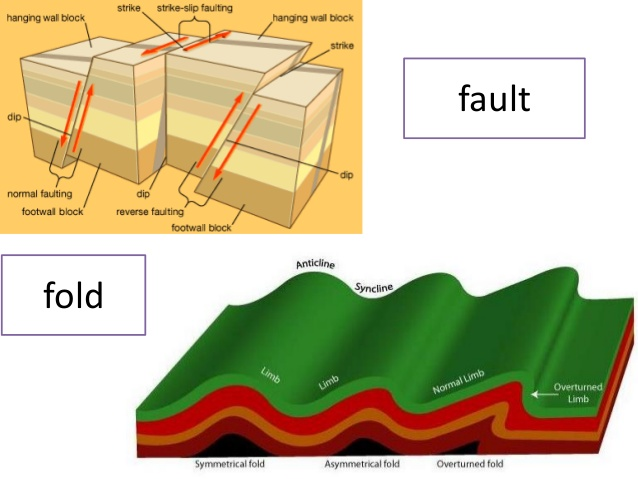 strike
strike-slip faulting
hanging wall block
hanging wall block
strike
fault
dip
dip
normal faulting
dip
footwall block
reverse faulting
footwall block
fold
Anticline
Syncline
Limb
Limb
Normal Limb
Overturned
Limb
Symmetrical fold
Asymmetrical fold
Overturned fold